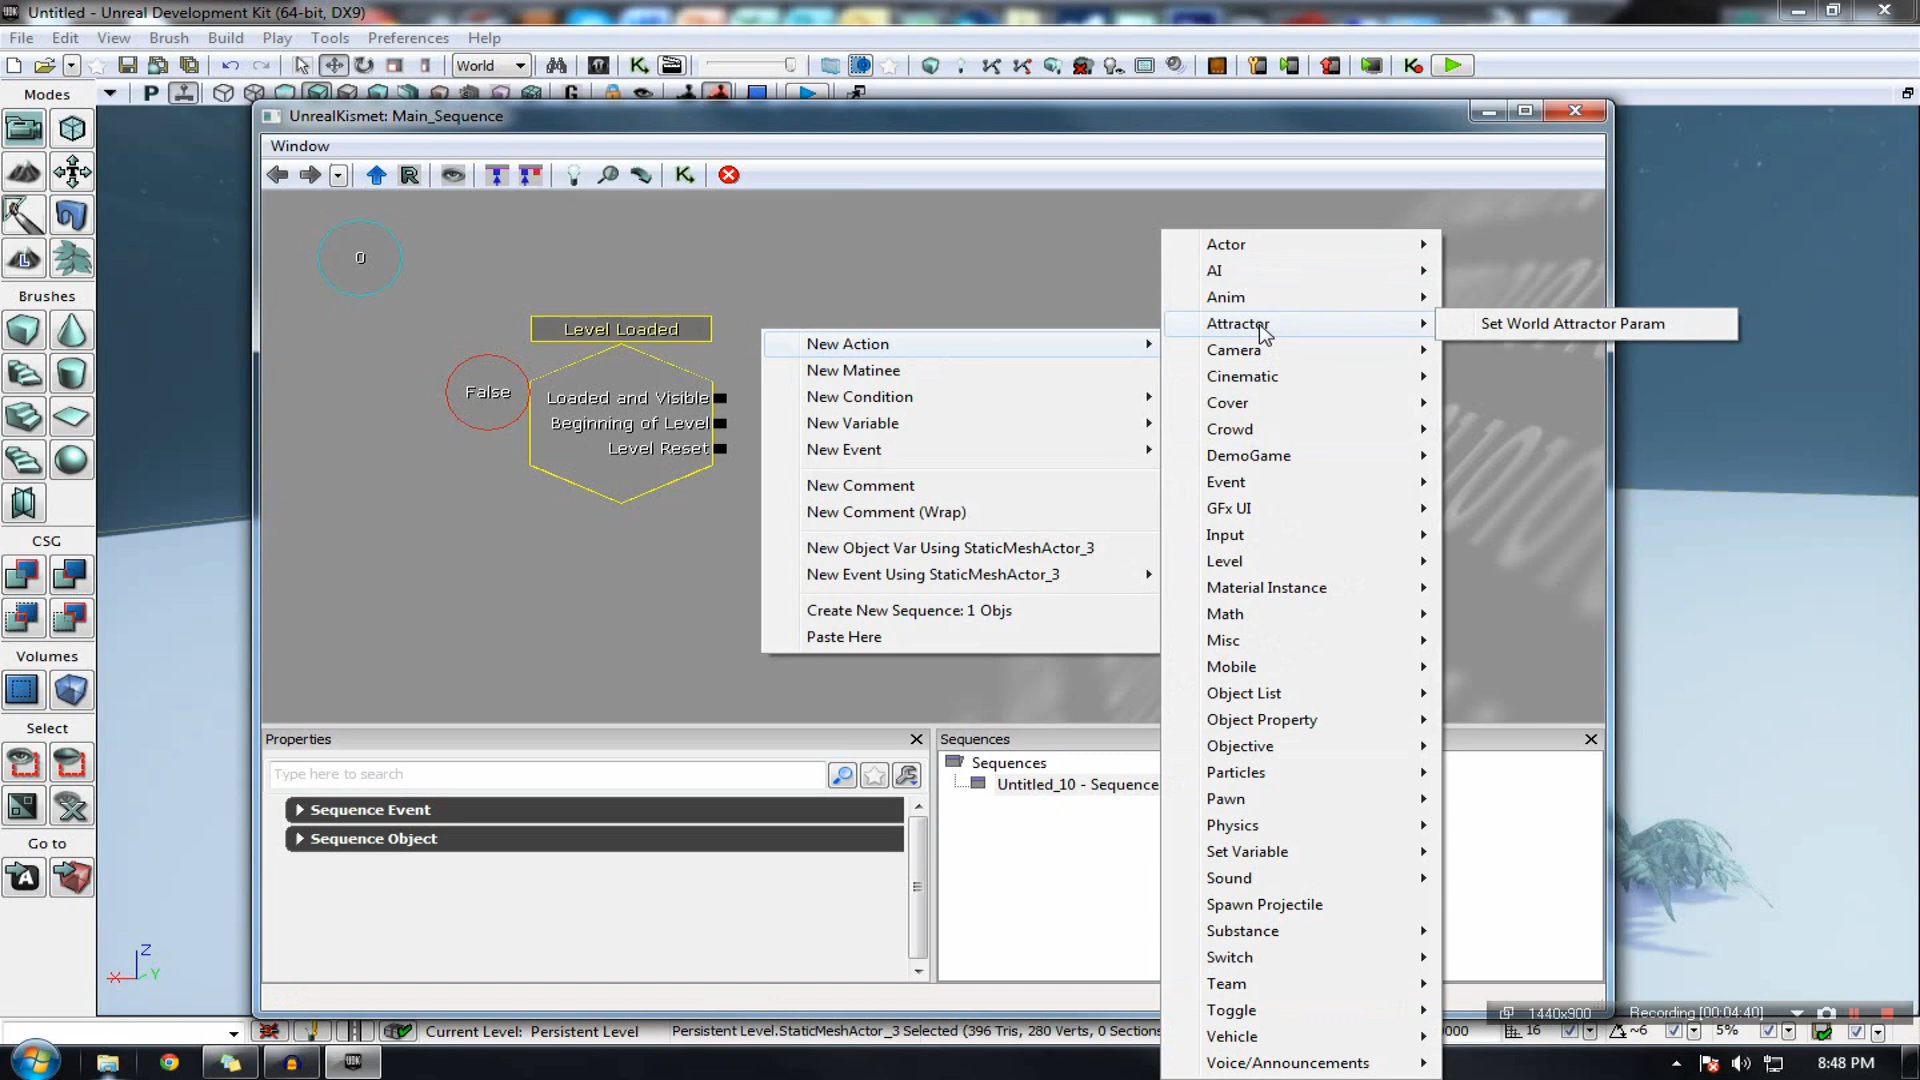 Untitled - Unreal Development Kit (64-bit, DX9)
File Edit View Brush Build Play Tools Preferences Help
World
Modes
P
G
UnrealKismet: Main_Sequence
Window
R
0
Level Loaded
False
Loaded and Visible
Beginning of Level
Level Reset
New Action
New Matinee
New Condition
New Variable
New Event
New Comment
New Comment (Wrap)
New Object Var Using StaticMeshActor_3
New Event Using StaticMeshActor_3
Create New Sequence: 1 Objs
Paste Here
Actor
AI
Anim
Attractor
Camera
Cinematic
Cover
Crowd
DemoGame
Event
GFx UI
Input
Level
Material Instance
Math
Misc
Mobile
Object List
Object Property
Objective
Particles
Pawn
Physics
Set Variable
Sound
Spawn Projectile
Substance
Switch
Team
Toggle
Vehicle
Voice/Announcements
Set World Attractor Param
Brushes
CSG
Volumes
Select
Go to
Properties
Type here to search
Sequence Event
Sequence Object
Sequences
Sequences
Untitled_10 - Sequence
Z
X
Y
1440x900
Recording [00:04:40]
Current Level: Persistent Level
Persistent Level.StaticMeshActor_3 Selected (396 Tris, 280 Verts, 0 Sections
0000
16
~6
5%
8:48 PM